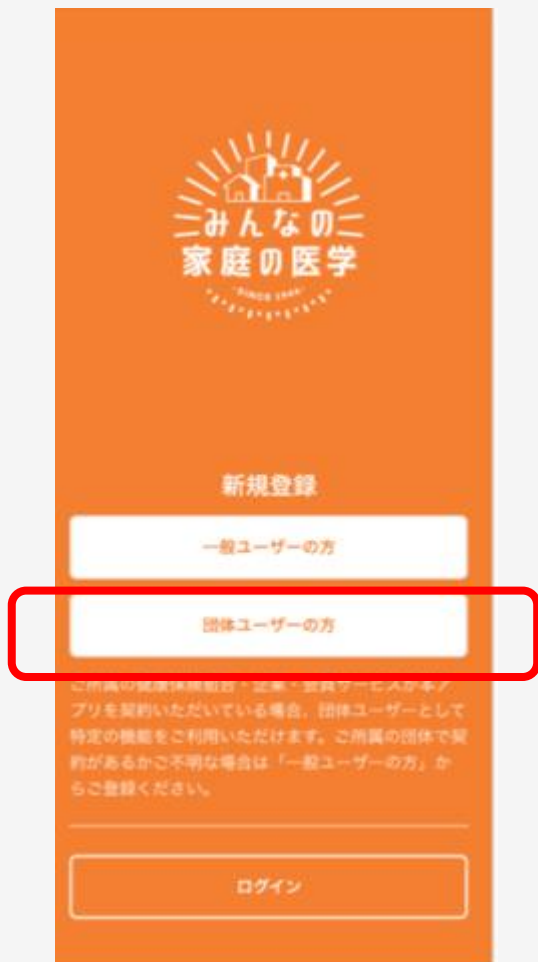 みんなの
家庭の医学
SINCE 1969
新規登録
一般ユーザーの方
団体ユーザーの方
ご所属の健康保険組合・企業・会員サービスが本ア
プリを契約いただいている場合、団体ユーザーとして
特定の機能をご利用いただけます。ご所属の団体で契
約があるかご不明な場合は「一般ユーザーの方」か
らご登録ください。
ログイン